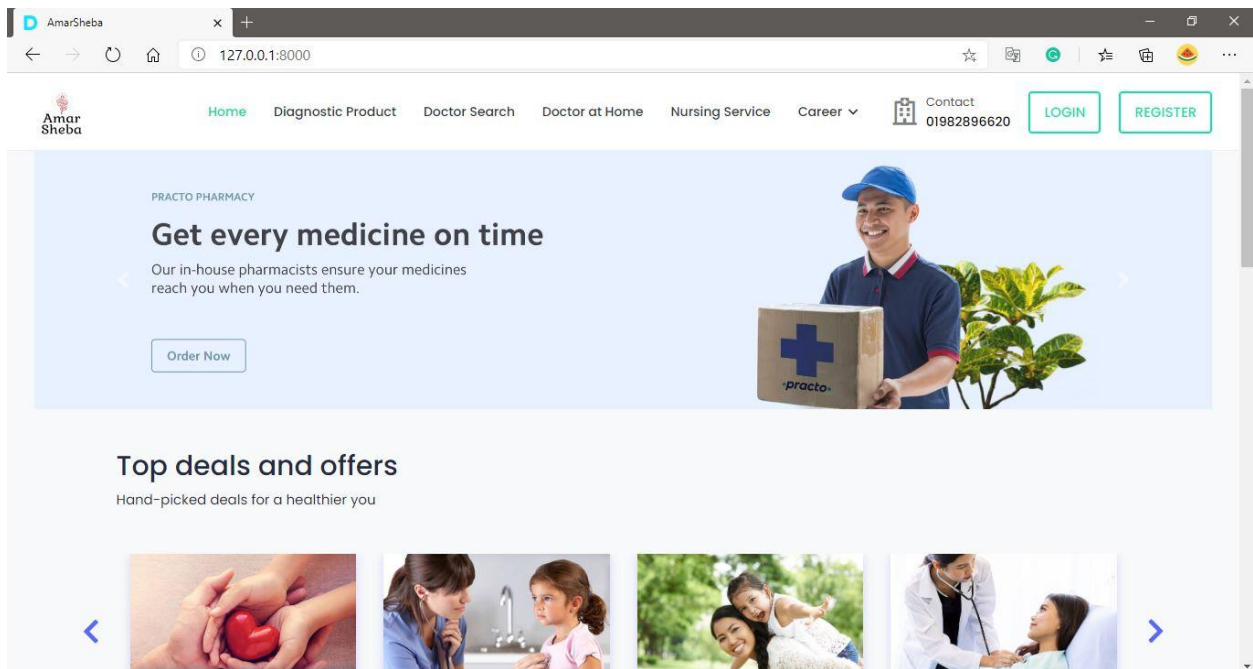 AmarSheba
127.0.0.1:8000
Amar
Sheba
Home
Diagnostic Product
Doctor Search
Doctor at Home
Nursing Service
Career
Contact
01982896620
LOGIN
REGISTER
PRACTO PHARMACY
Get every medicine on time
Our in-house pharmacists ensure your medicines
reach you when you need them.
Order Now
•practo•
Top deals and offers
Hand-picked deals for a healthier you